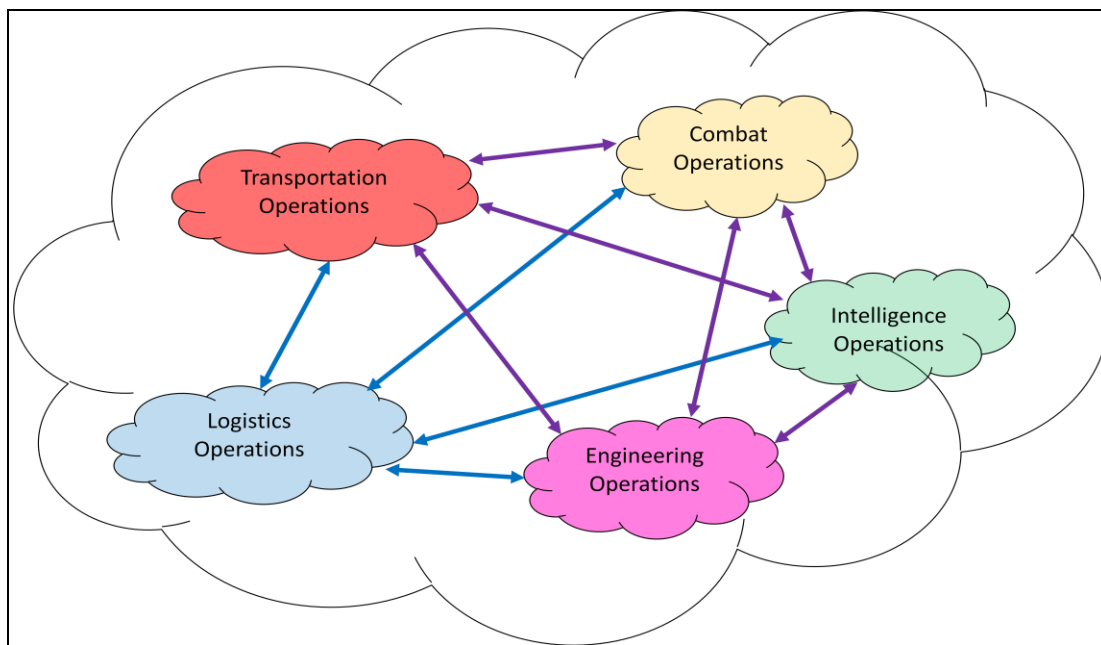 Combat
Operations
Transportation
Operations
Intelligence
Operations
Logistics
Operations
Engineering
Operations